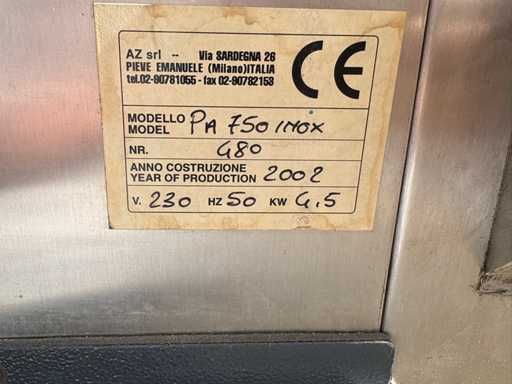 AZ srl -- Via SARDEGNA 26
PIEVE EMANUELE (Milano)ITALIA
tel.02-90781055 - fax 02-90782153
CE
MODELLO
MODEL PA 750 INOX
NR. 480
ANNO COSTRUZIONE
YEAR OF PRODUCTION 2002
V. 230 HZ 50 KW 4,5